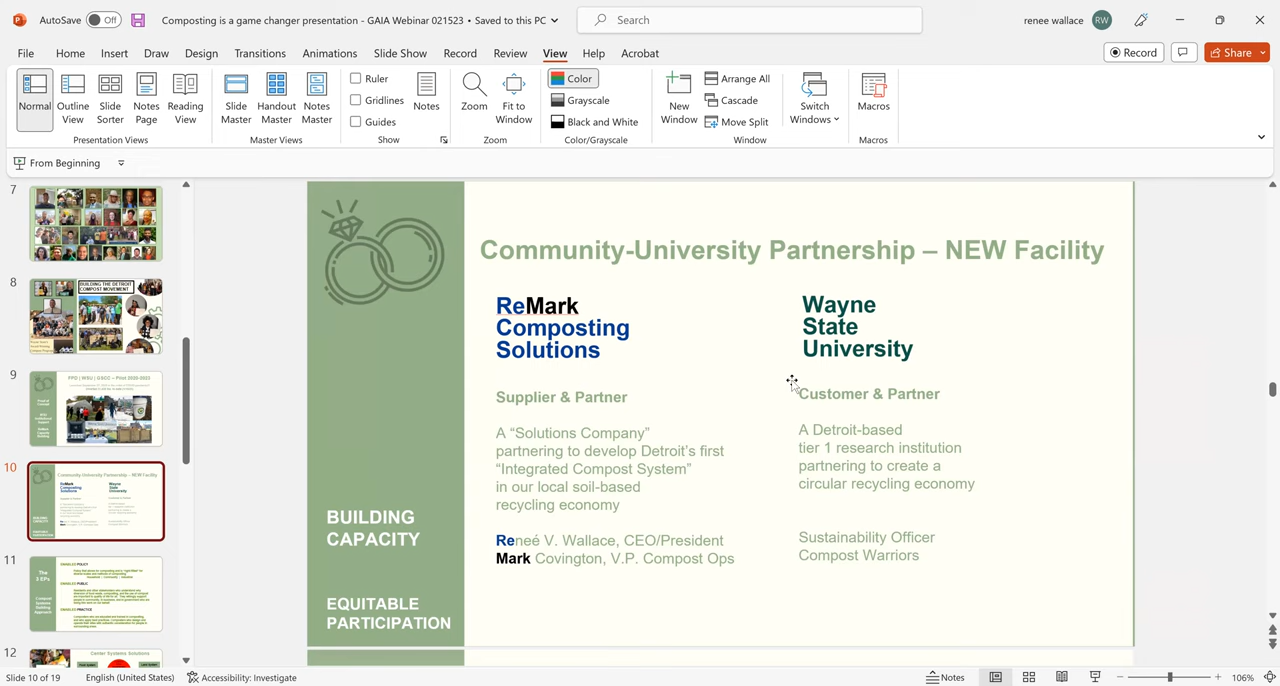 AutoSave Off Composting is a game changer presentation - GAIA Webinar 021523 • Saved to this PC Search renee wallace RW
File Home Insert Draw Design Transitions Animations Slide Show Record Review View Help Acrobat Record Share
Normal Outline View Slide Sorter Notes Page Reading View
Presentation Views
Slide Master Handout Master Notes Master
Master Views
Ruler
Gridlines
Guides
Notes
Show
Zoom Fit to Window
Zoom
Color
Grayscale
Black and White
Color/Grayscale
New Window
Arrange All
Cascade
Move Split
Switch Windows
Window
Macros
Macros
From Beginning
7
8
BUILDING THE DETROIT COMPOST MOVEMENT
9
10
11
12
Community-University Partnership – NEW Facility
ReMark
Composting
Solutions
Supplier & Partner
A “Solutions Company”
partnering to develop Detroit’s first
“Integrated Compost System”
in our local soil-based
recycling economy
Reneé V. Wallace, CEO/President
Mark Covington, V.P. Compost Ops
Wayne
State
University
Customer & Partner
A Detroit-based
tier 1 research institution
partnering to create a
circular recycling economy
Sustainability Officer
Compost Warriors
BUILDING
CAPACITY
EQUITABLE
PARTICIPATION
Slide 10 of 19 English (United States) Accessibility: Investigate Notes 106%